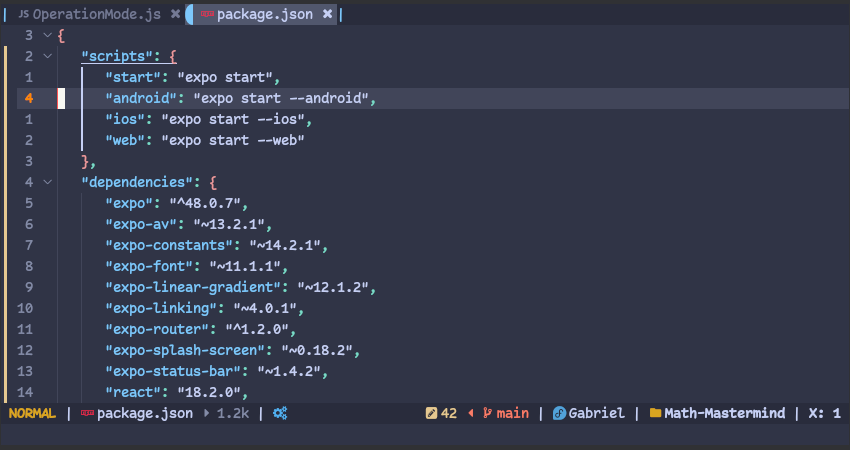 JS OperationMode.js ✖ npm package.json ✖
3 {
2 "scripts": {
1 "start": "expo start",
4 "android": "expo start --android",
1 "ios": "expo start --ios",
2 "web": "expo start --web"
3 },
4 "dependencies": {
5 "expo": "^48.0.7",
6 "expo-av": "~13.2.1",
7 "expo-constants": "~14.2.1",
8 "expo-font": "~11.1.1",
9 "expo-linear-gradient": "~12.1.2",
10 "expo-linking": "~4.0.1",
11 "expo-router": "^1.2.0",
12 "expo-splash-screen": "~0.18.2",
13 "expo-status-bar": "~1.4.2",
14 "react": "18.2.0",
NORMAL | npm package.json 1.2k | 42 main | Gabriel | Math-Mastermind | X: 1